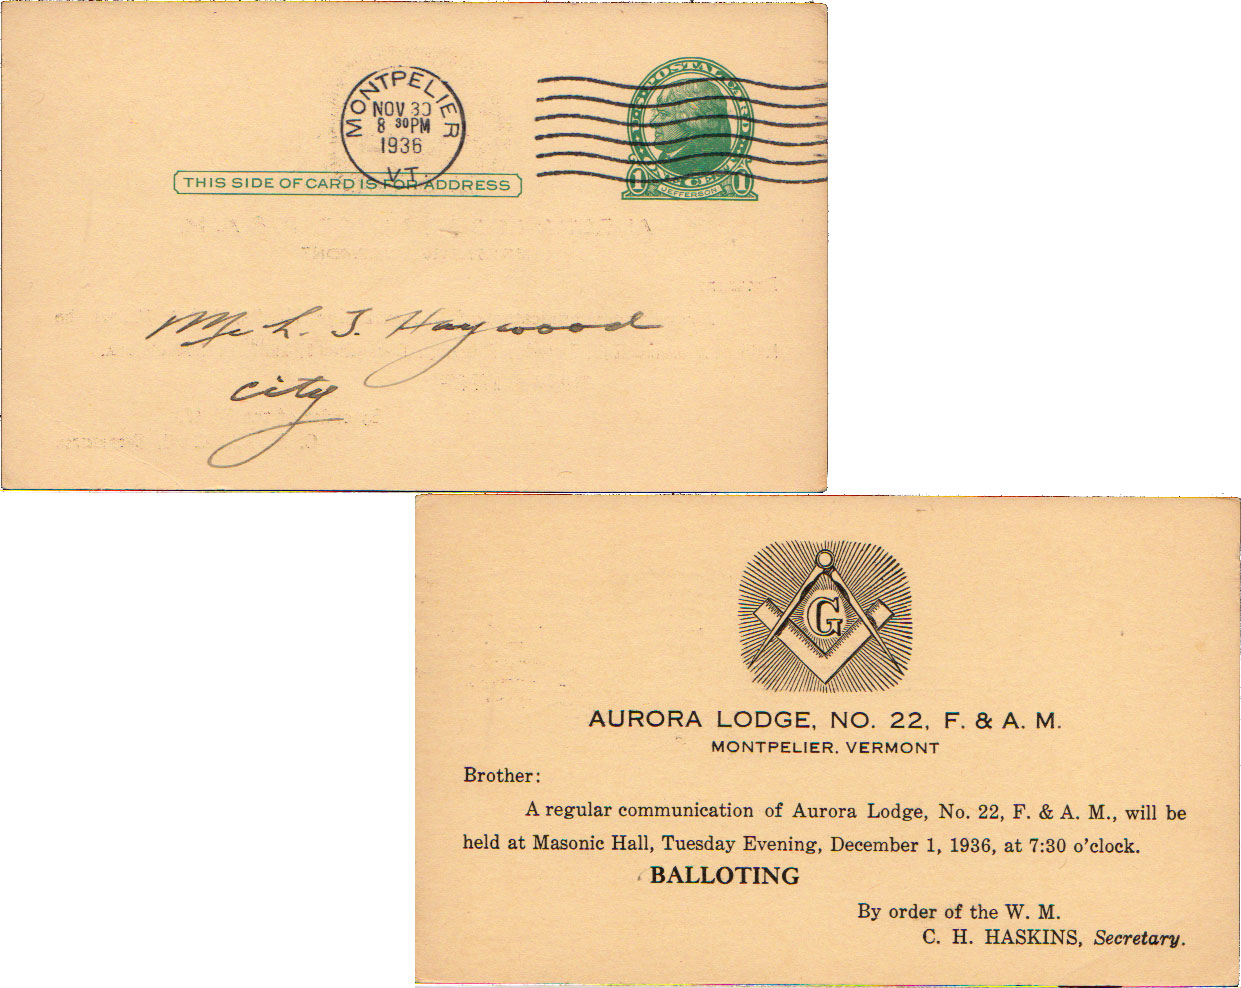 MONTPELIER
NOV 30
8 30PM
1936
VT.
U.S. POSTAL CARD
1 1
JEFFERSON
THIS SIDE OF CARD IS FOR ADDRESS
L. J. Haywood
City
G
AURORA LODGE, NO. 22, F. & A. M.
MONTPELIER, VERMONT
Brother:
A regular communication of Aurora Lodge, No. 22, F. & A. M., will be
held at Masonic Hall, Tuesday Evening, December 1, 1936, at 7:30 o'clock.
BALLOTING
By order of the W. M.
C. H. HASKINS, Secretary.